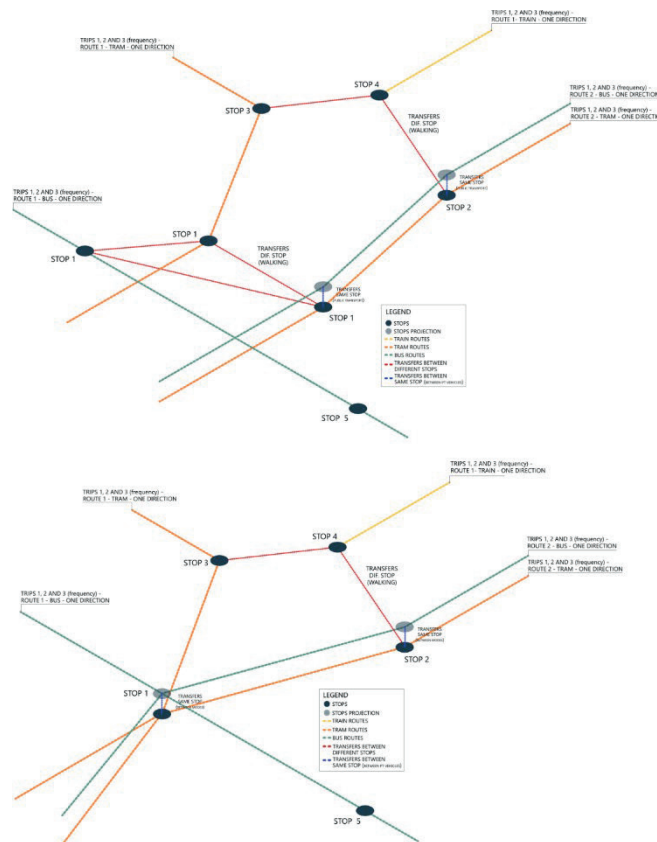 TRIPS 1, 2 AND 3 (frequency) -
ROUTE 1- TRAIN - ONE DIRECTION
TRIPS 1, 2 AND 3 (frequency) -
ROUTE 1 - TRAM - ONE DIRECTION
STOP 4
STOP 3
TRANSFERS
DIF. STOP
(WALKING)
TRIPS 1, 2 AND 3 (frequency) -
ROUTE 2 - BUS - ONE DIRECTION
TRIPS 1, 2 AND 3 (frequency) -
ROUTE 2 - TRAM - ONE DIRECTION
TRANSFERS
SAME STOP
STOP 2
TRIPS 1, 2 AND 3 (frequency) -
ROUTE 1 - BUS - ONE DIRECTION
STOP 1
STOP 1
TRANSFERS
DIF. STOP
(WALKING)
TRANSFERS
SAME STOP
STOP 1
LEGEND
STOPS
STOPS PROJECTION
TRAIN ROUTES
TRAM ROUTES
BUS ROUTES
TRANSFERS BETWEEN
DIFFERENT STOPS
TRANSFERS BETWEEN
SAME STOP (BETWEEN PT VEHICLES)
STOP 5
TRIPS 1, 2 AND 3 (frequency) -
ROUTE 1- TRAIN - ONE DIRECTION
TRIPS 1, 2 AND 3 (frequency) -
ROUTE 1 - TRAM - ONE DIRECTION
STOP 4
STOP 3
TRANSFERS
DIF. STOP
(WALKING)
TRIPS 1, 2 AND 3 (frequency) -
ROUTE 2 - BUS - ONE DIRECTION
TRIPS 1, 2 AND 3 (frequency) -
ROUTE 2 - TRAM - ONE DIRECTION
TRIPS 1, 2 AND 3 (frequency) -
ROUTE 1 - BUS - ONE DIRECTION
TRANSFERS
SAME STOP
STOP 2
STOP 1
TRANSFERS
SAME STOP
LEGEND
STOPS
STOPS PROJECTION
TRAIN ROUTES
TRAM ROUTES
BUS ROUTES
TRANSFERS BETWEEN
DIFFERENT STOPS
TRANSFERS BETWEEN
SAME STOP (BETWEEN PT VEHICLES)
STOP 5